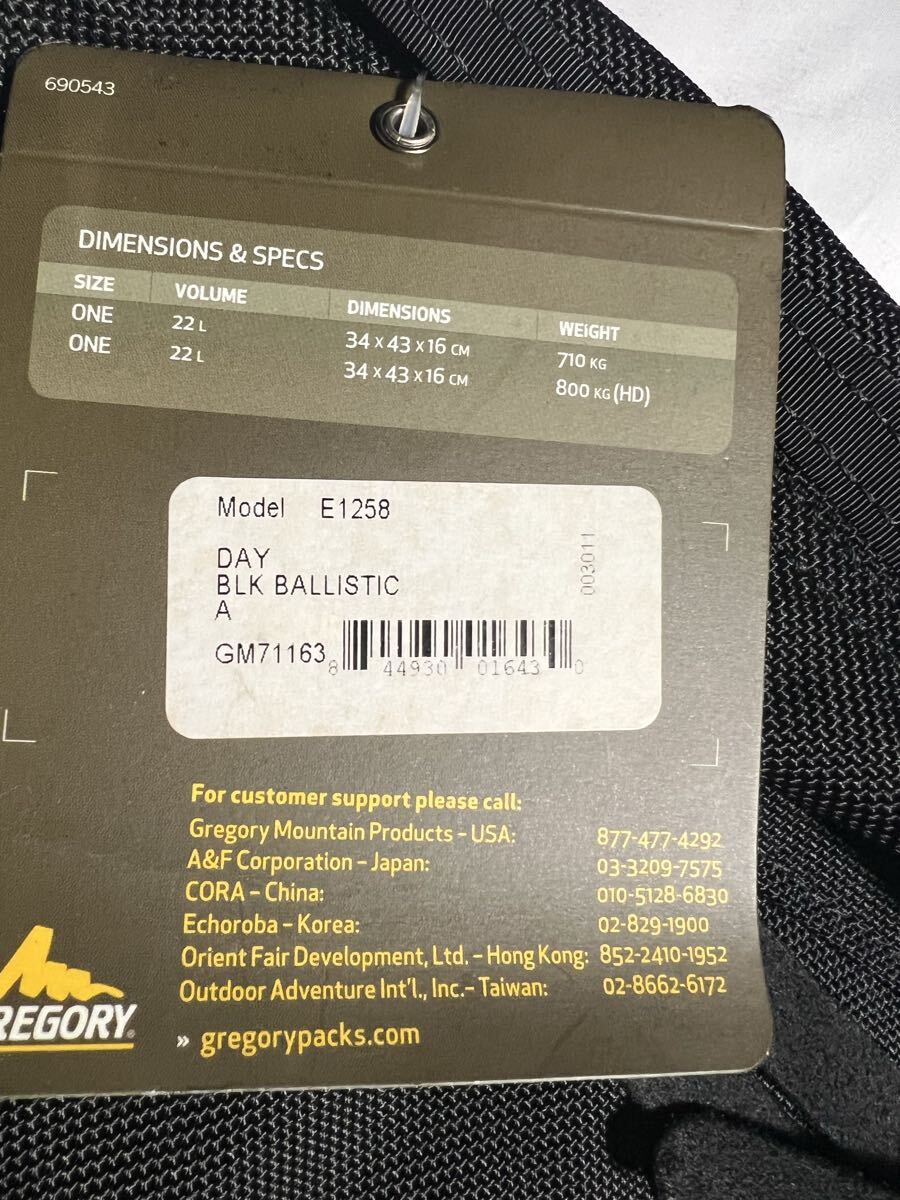 690543
DIMENSIONS & SPECS
SIZE VOLUME DIMENSIONS WEIGHT
ONE 22 L 34 x 43 x 16 CM 710 KG
ONE 22 L 34 x 43 x 16 CM 800 KG (HD)
Model E1258
DAY
BLK BALLISTIC
A
003011
GM71163
8 44930 01643 0
For customer support please call:
Gregory Mountain Products – USA: 877-477-4292
A&F Corporation – Japan: 03-3209-7575
CORA – China: 010-5128-6830
Echoroba – Korea: 02-829-1900
Orient Fair Development, Ltd. – Hong Kong: 852-2410-1952
Outdoor Adventure Int'l., Inc.– Taiwan: 02-8662-6172
REGORY®
» gregorypacks.com